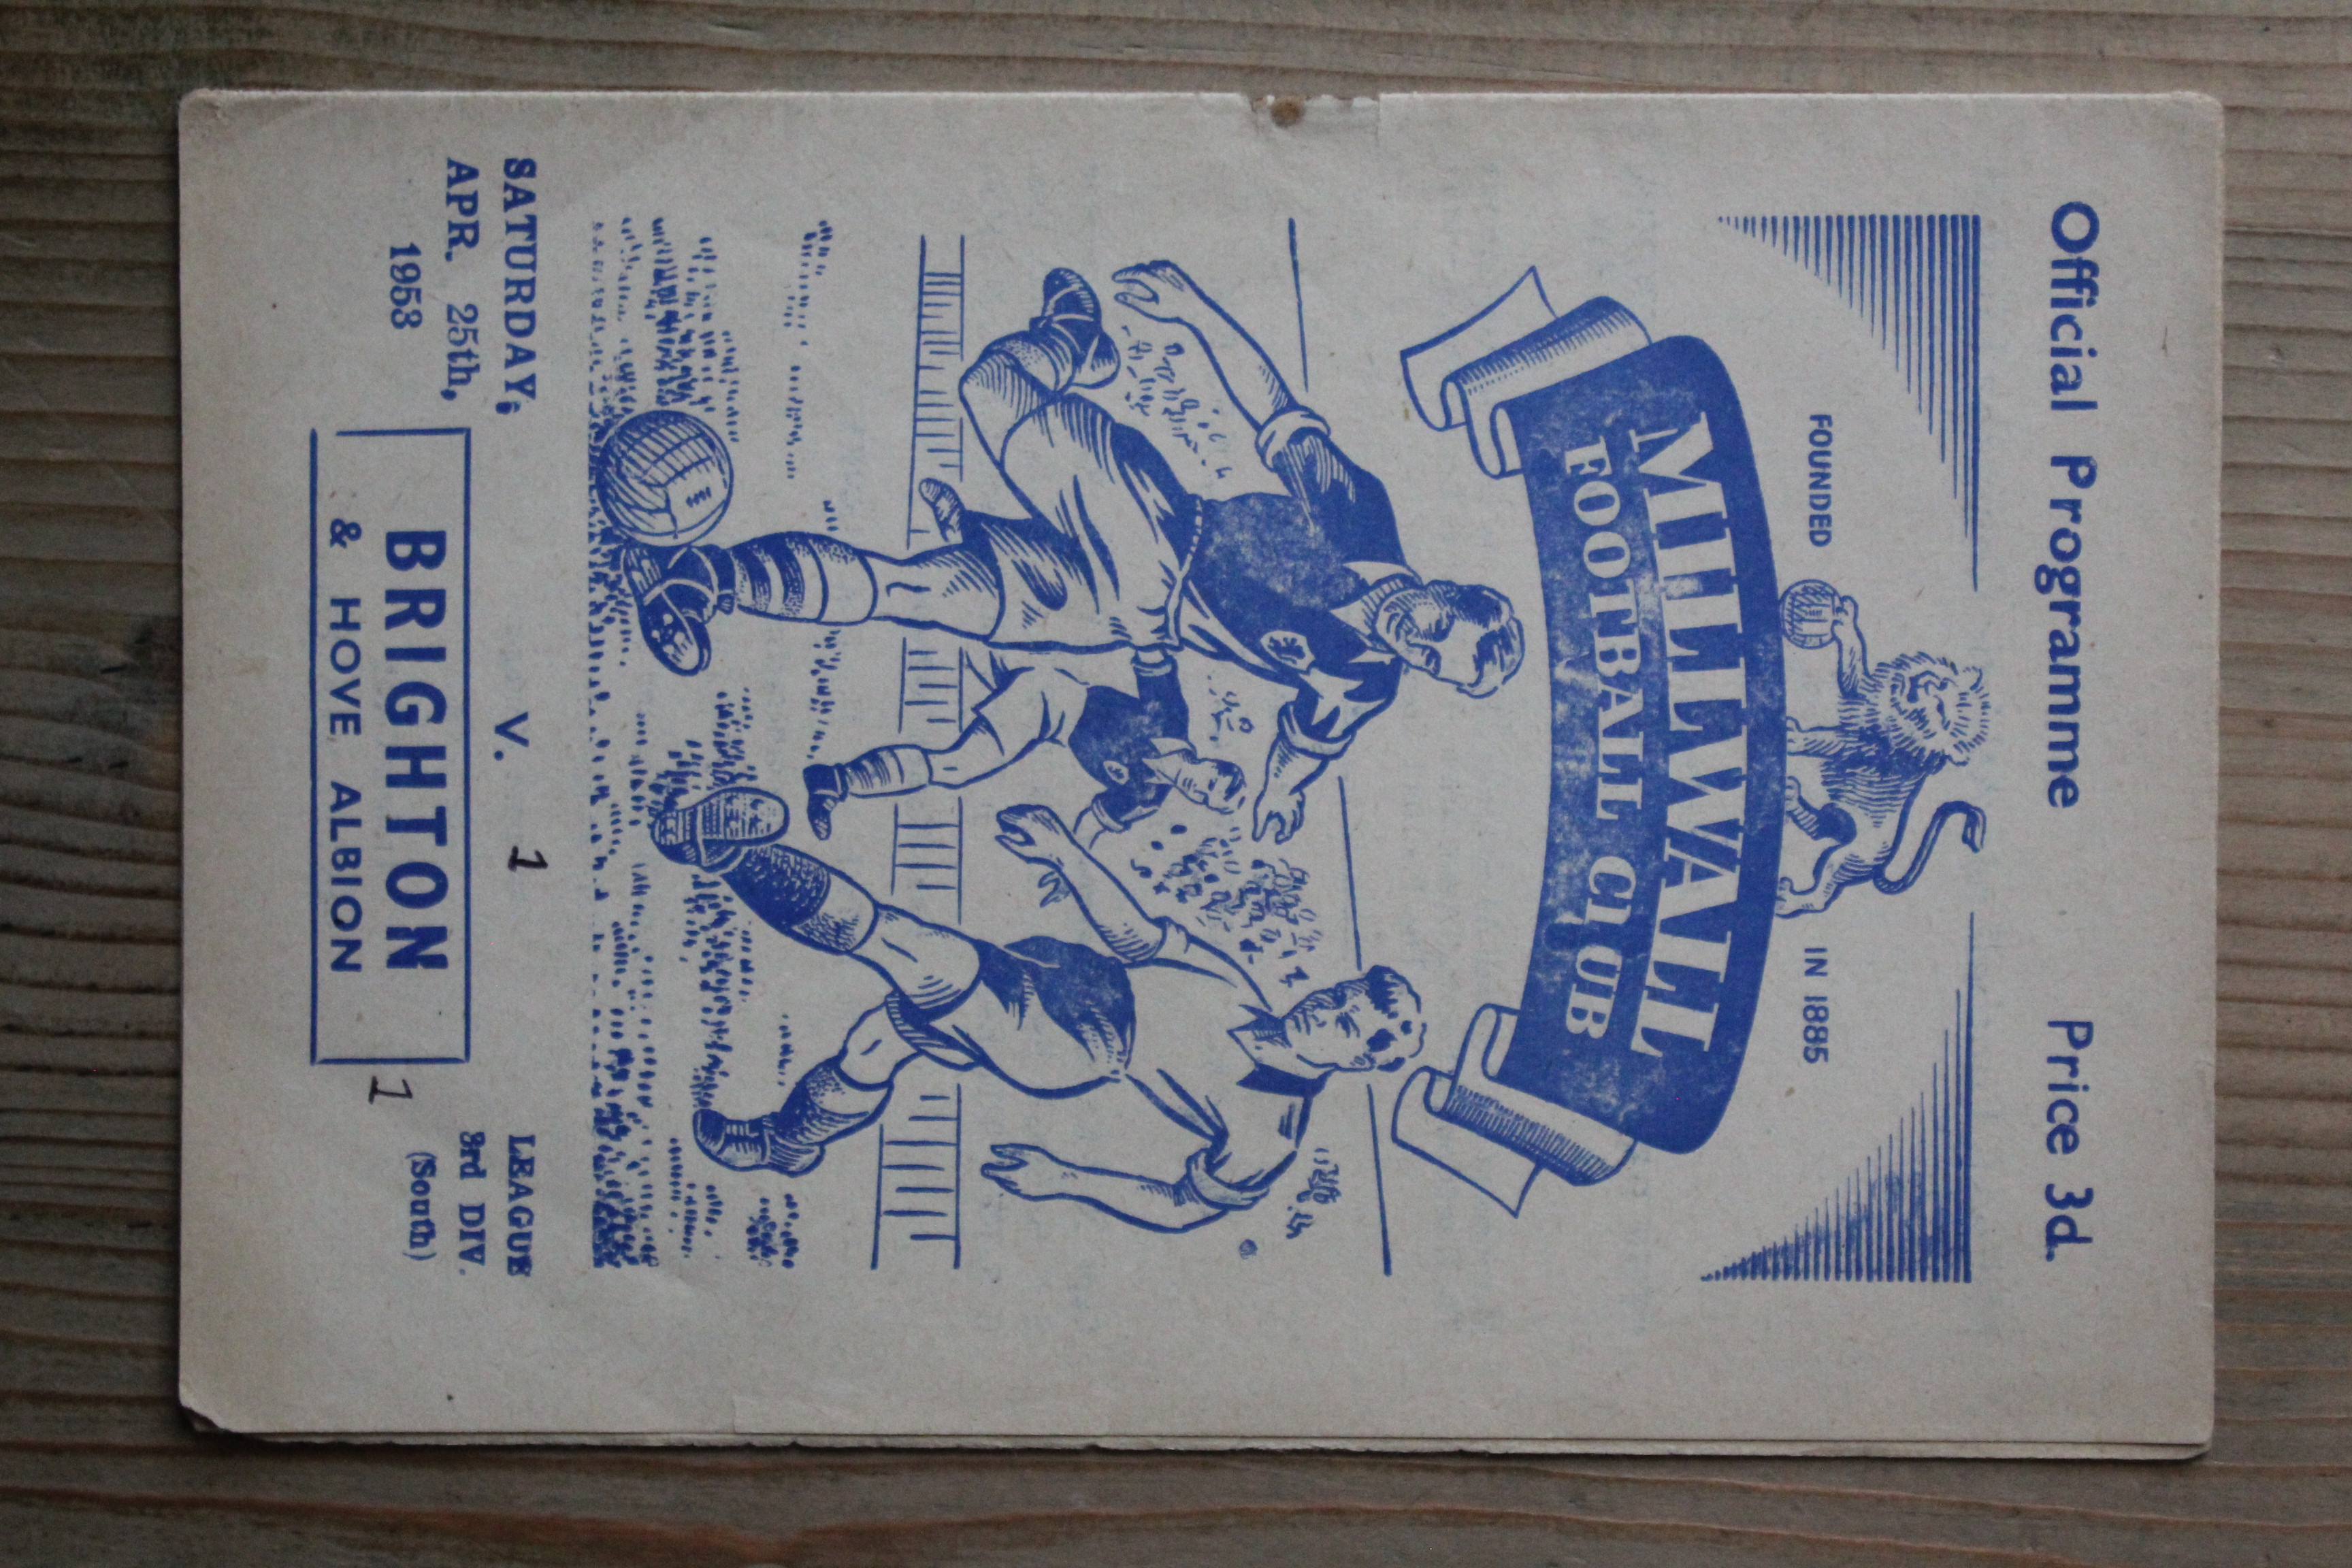 Official Programme Price 3d.
FOUNDED IN 1885
MILLWALL
FOOTBALL CLUB
SATURDAY,
APR. 25th,
1953
V. 1
BRIGHTON
& HOVE ALBION
1
LEAGUE
3rd DIV.
(South)